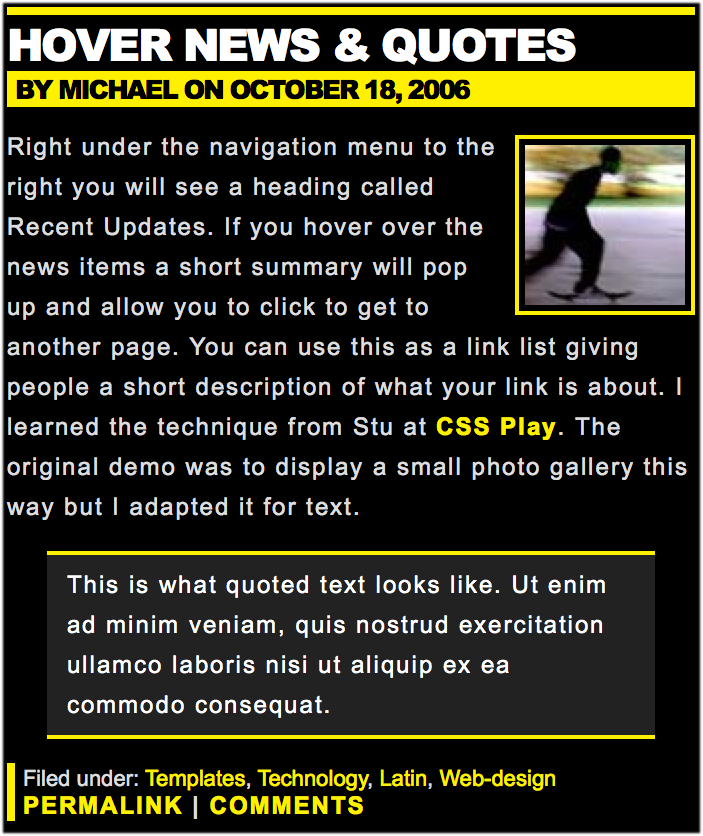 HOVER NEWS & QUOTES
BY MICHAEL ON OCTOBER 18, 2006
Right under the navigation menu to the
right you will see a heading called
Recent Updates. If you hover over the
news items a short summary will pop
up and allow you to click to get to
another page. You can use this as a link list giving
people a short description of what your link is about. I
learned the technique from Stu at CSS Play. The
original demo was to display a small photo gallery this
way but I adapted it for text.
This is what quoted text looks like. Ut enim
ad minim veniam, quis nostrud exercitation
ullamco laboris nisi ut aliquip ex ea
commodo consequat.
Filed under: Templates, Technology, Latin, Web-design
PERMALINK | COMMENTS